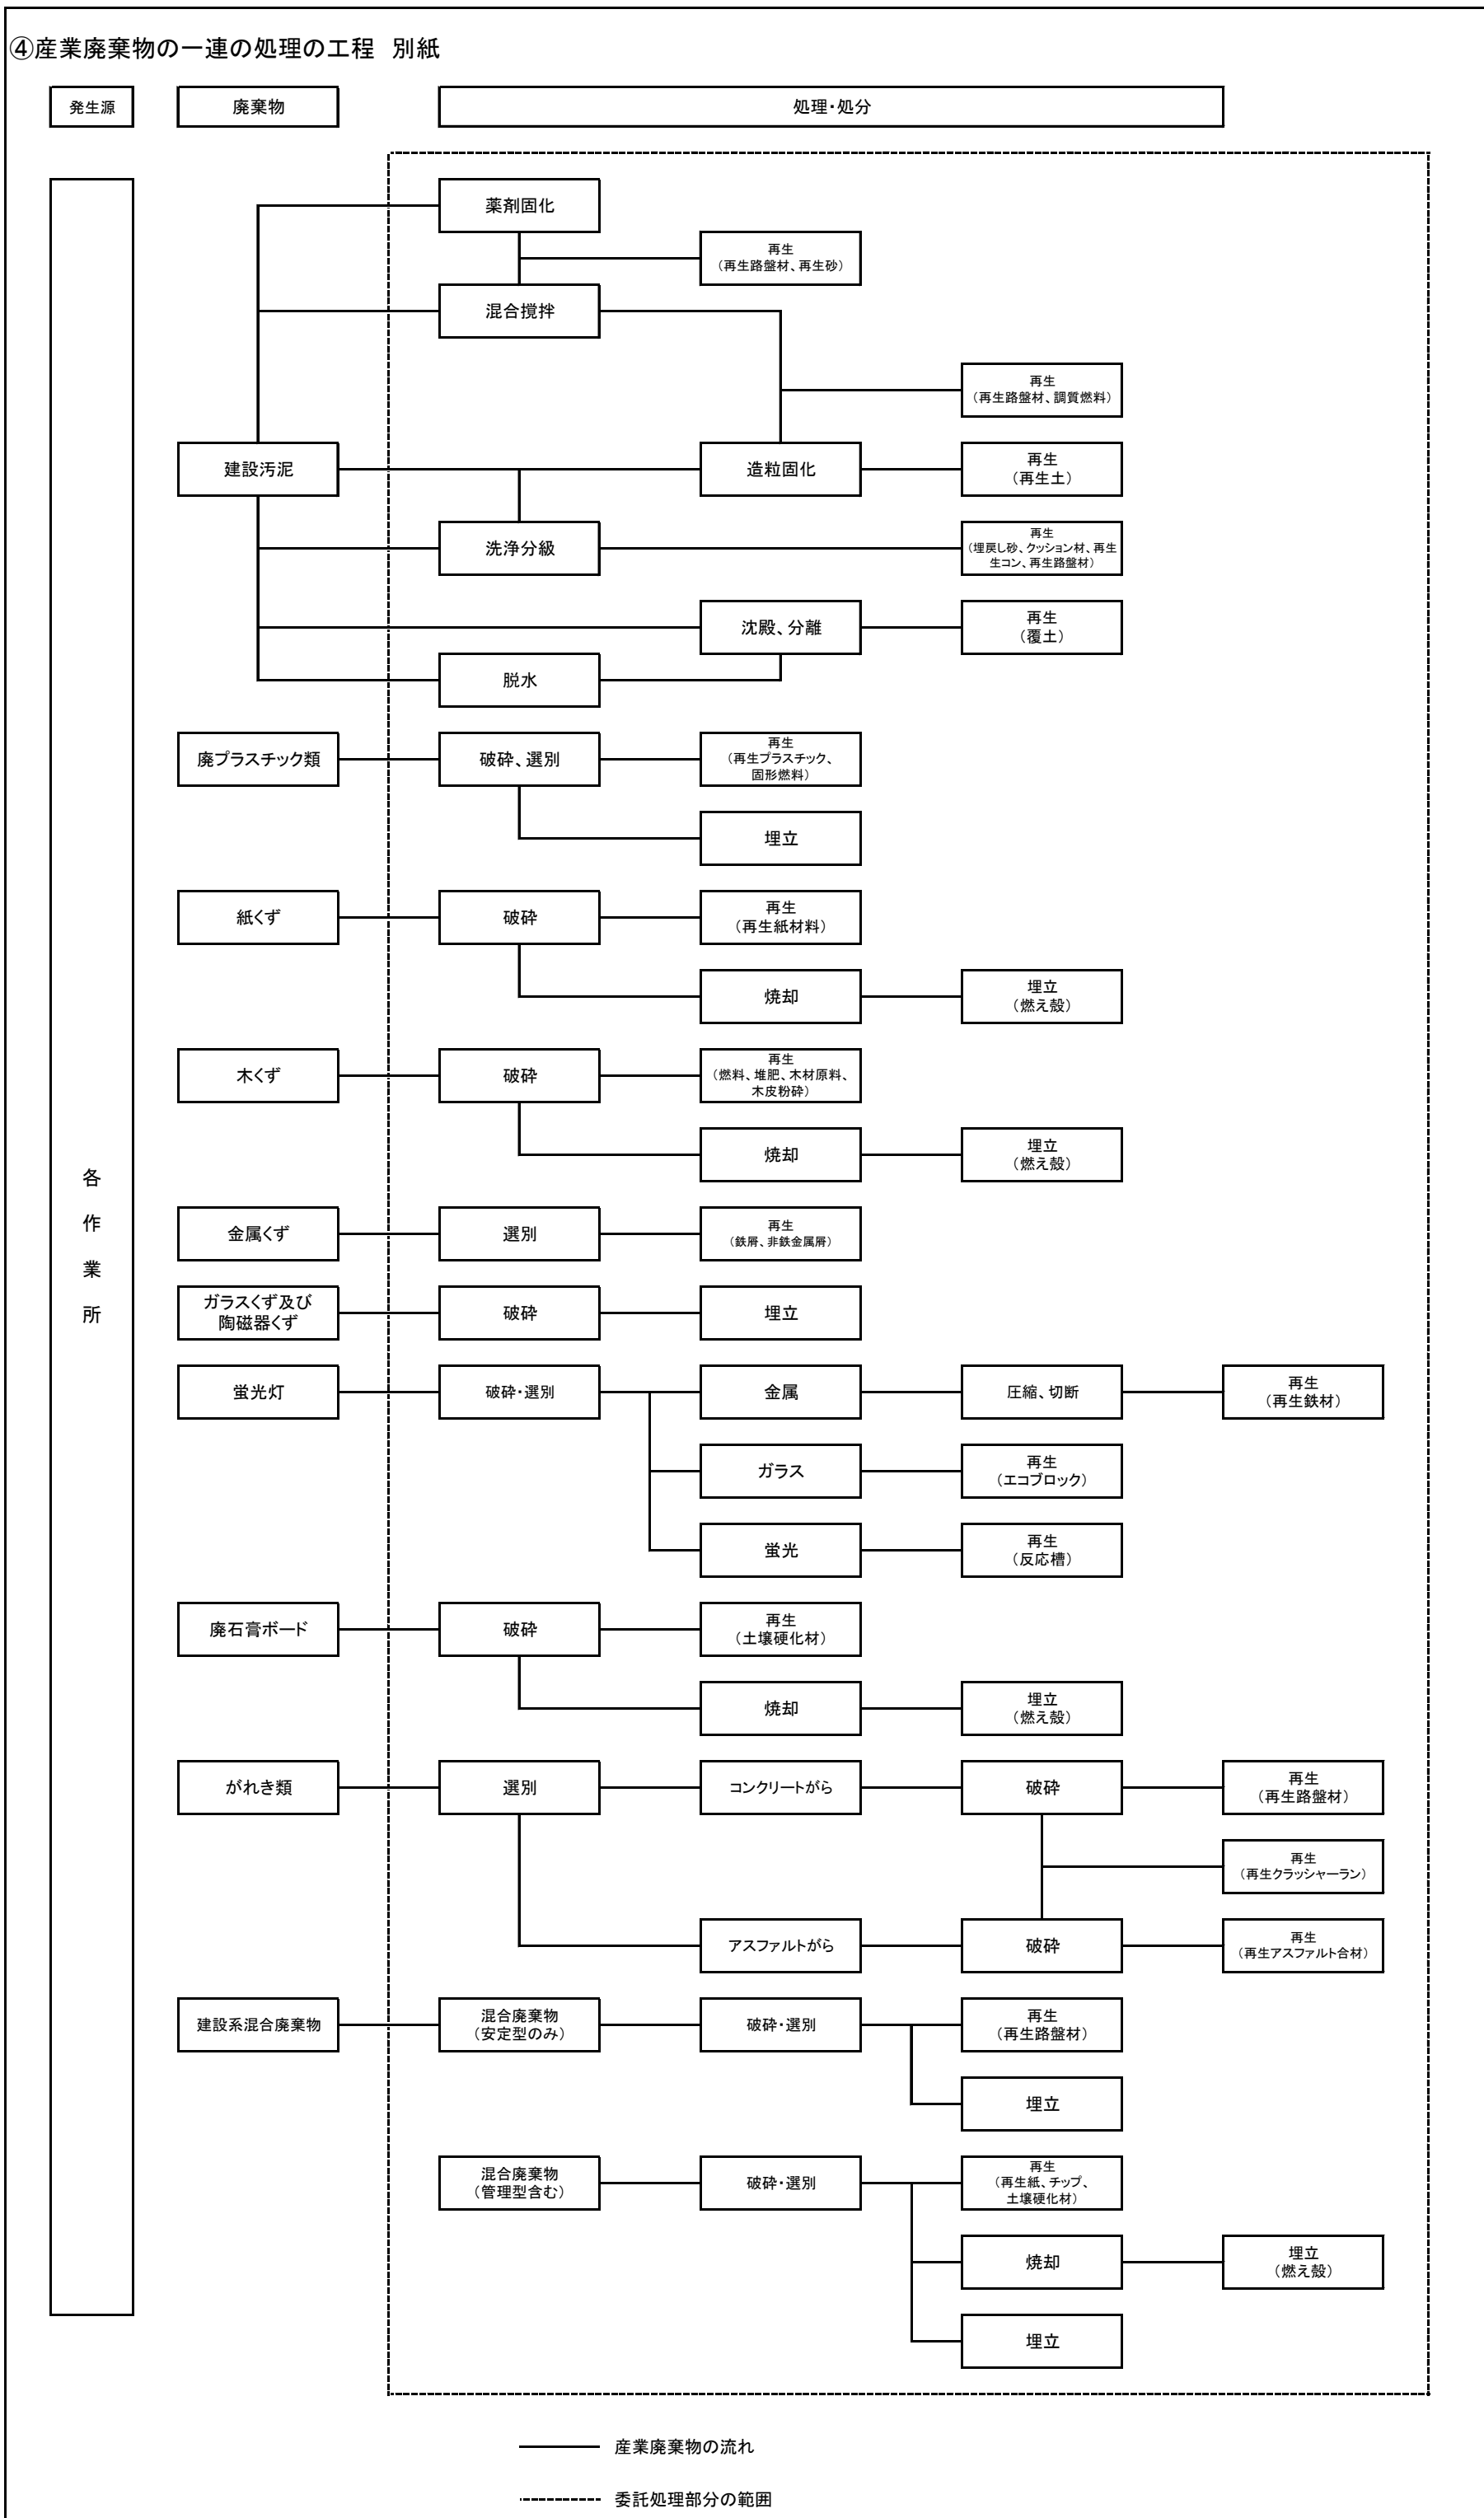 ④産業廃棄物の一連の処理の工程　別紙
発生源
廃棄物
処理・処分
各
作
業
所
薬剤固化
再生
（再生路盤材、再生砂）
混合撹拌
再生
（再生路盤材、調質燃料）
建設汚泥
造粒固化
再生
（再生土）
洗浄分級
再生
（埋戻し砂、クッション材、再生
生コン、再生路盤材）
沈殿、分離
再生
（覆土）
脱水
廃プラスチック類
破砕、選別
再生
（再生プラスチック、
固形燃料）
埋立
紙くず
破砕
再生
（再生紙材料）
焼却
埋立
（燃え殻）
木くず
破砕
再生
（燃料、堆肥、木材原料、
木皮粉砕）
焼却
埋立
（燃え殻）
金属くず
選別
再生
（鉄屑、非鉄金属屑）
ガラスくず及び
陶磁器くず
破砕
埋立
蛍光灯
破砕・選別
金属
圧縮、切断
再生
（再生鉄材）
ガラス
再生
（エコブロック）
蛍光
再生
（反応槽）
廃石膏ボード
破砕
再生
（土壌硬化材）
焼却
埋立
（燃え殻）
がれき類
選別
コンクリートがら
破砕
再生
（再生路盤材）
再生
（再生クラッシャーラン）
アスファルトがら
破砕
再生
（再生アスファルト合材）
建設系混合廃棄物
混合廃棄物
（安定型のみ）
破砕・選別
再生
（再生路盤材）
埋立
混合廃棄物
（管理型含む）
破砕・選別
再生
（再生紙、チップ、
土壌硬化材）
焼却
埋立
（燃え殻）
埋立
産業廃棄物の流れ
委託処理部分の範囲